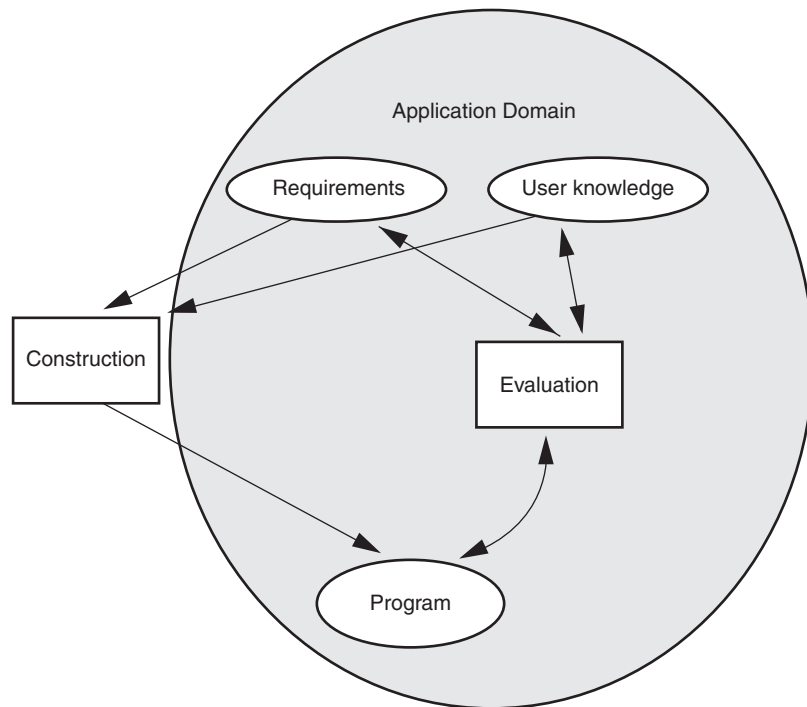 Application Domain
Requirements
User knowledge
Construction
Evaluation
Program